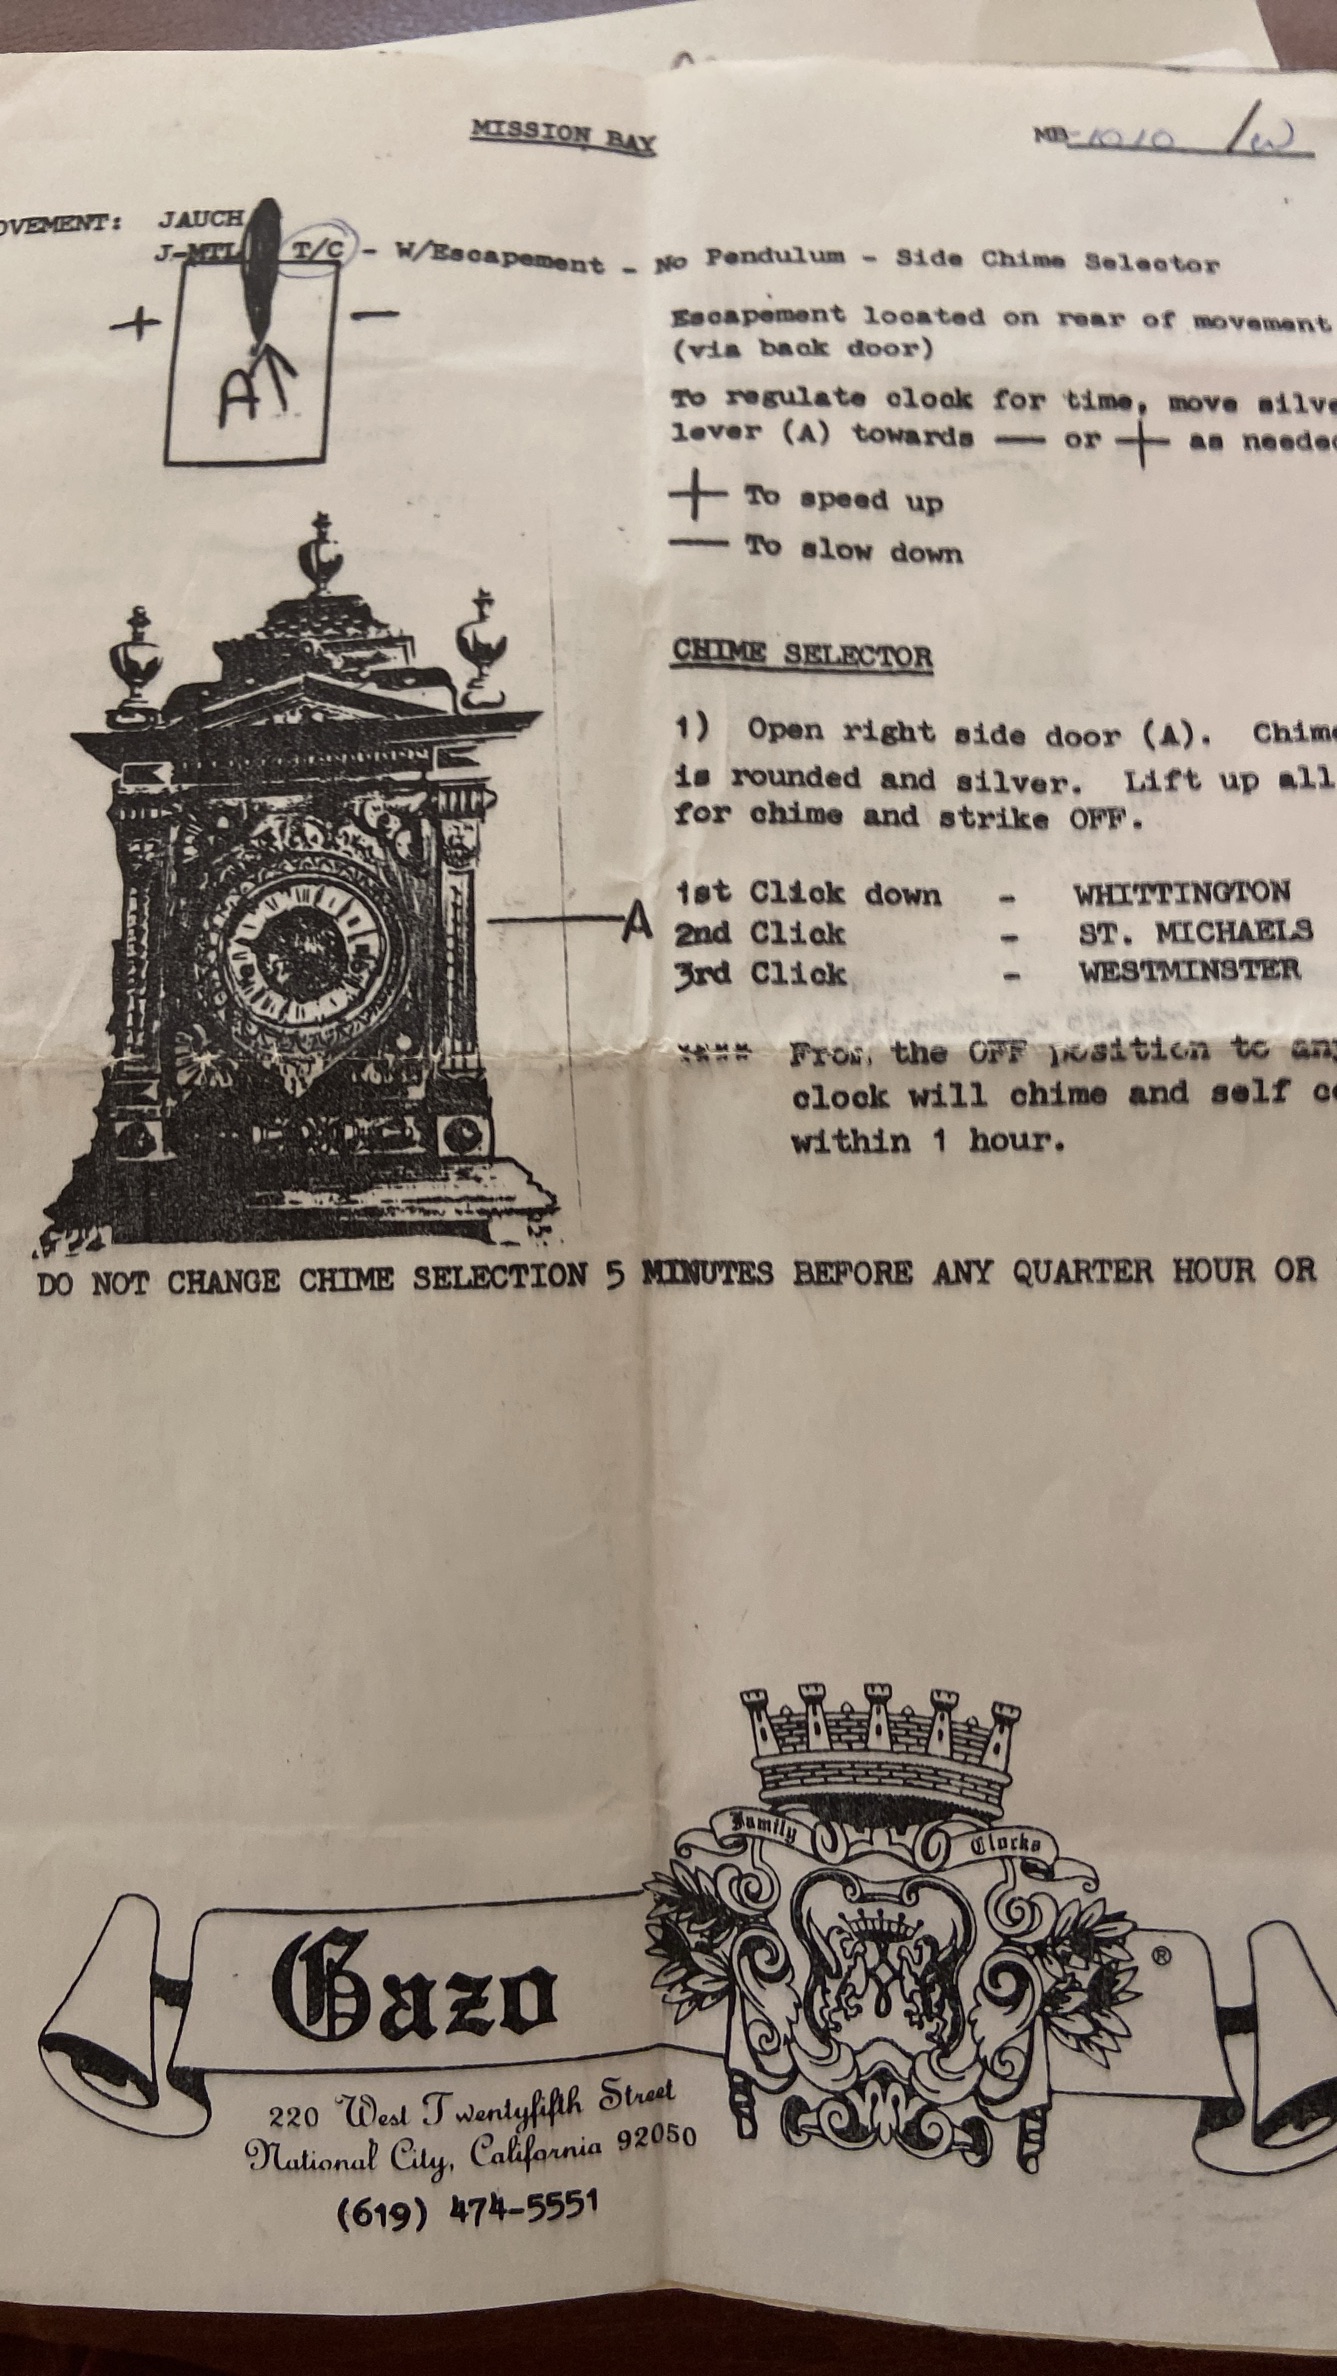 MISSION BAY
MB-1010 /W
OVEMENT: JAUCH
J-MTL T/C - W/Escapement - No Pendulum - Side Chime Selector
+ —
A
Escapement located on rear of movement
(via back door)
To regulate clock for time, move silve
lever (A) towards — or + as neede
+ To speed up
— To slow down
CHIME SELECTOR
1) Open right side door (A). Chim
is rounded and silver. Lift up all
for chime and strike OFF.
A
1st Click down - WHITTINGTON
2nd Click - ST. MICHAELS
3rd Click - WESTMINSTER
**** From the OFF position to any
clock will chime and self c
within 1 hour.
DO NOT CHANGE CHIME SELECTION 5 MINUTES BEFORE ANY QUARTER HOUR OR
Family Clocks
Gazo
®
220 West Twentyfifth Street
National City, California 92050
(619) 474-5551